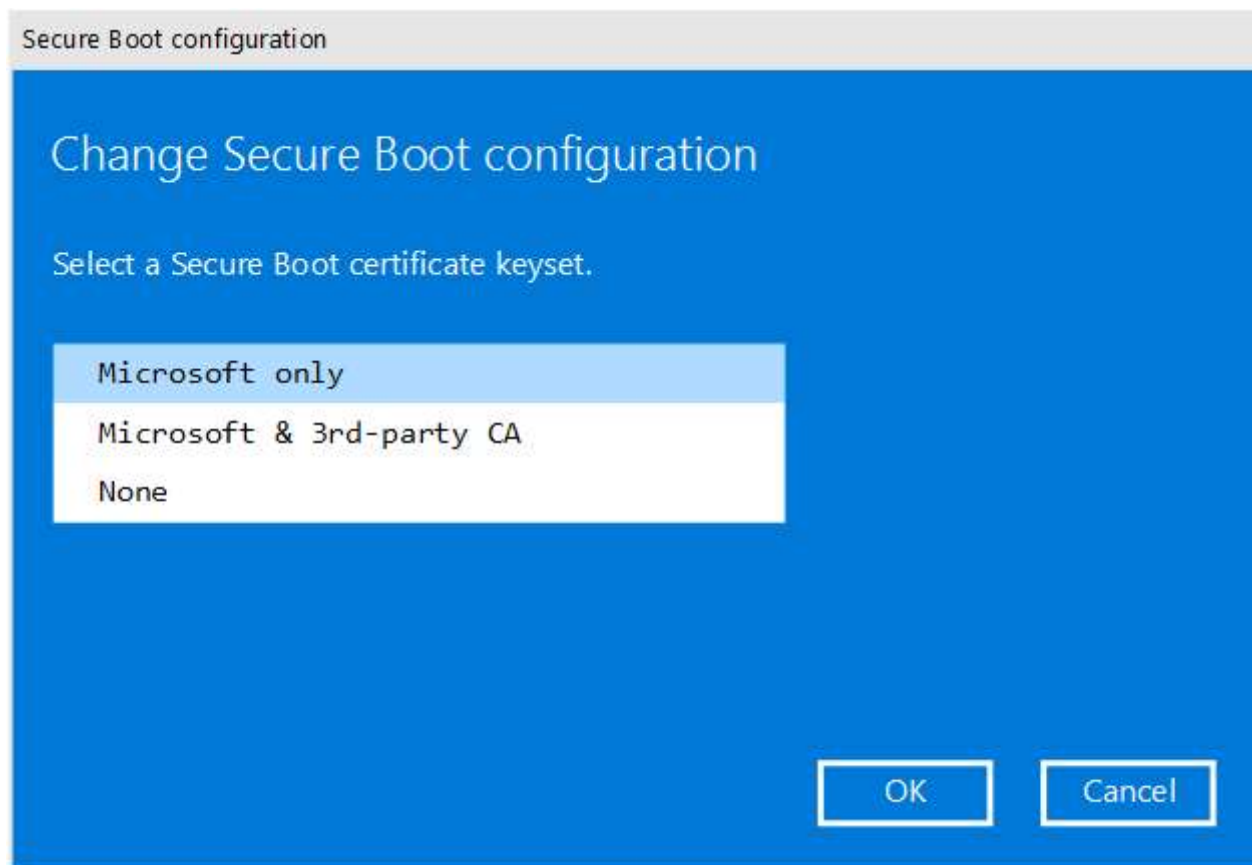 Secure Boot configuration
Change Secure Boot configuration
Select a Secure Boot certificate keyset.
Microsoft only
Microsoft & 3rd-party CA
None
OK
Cancel